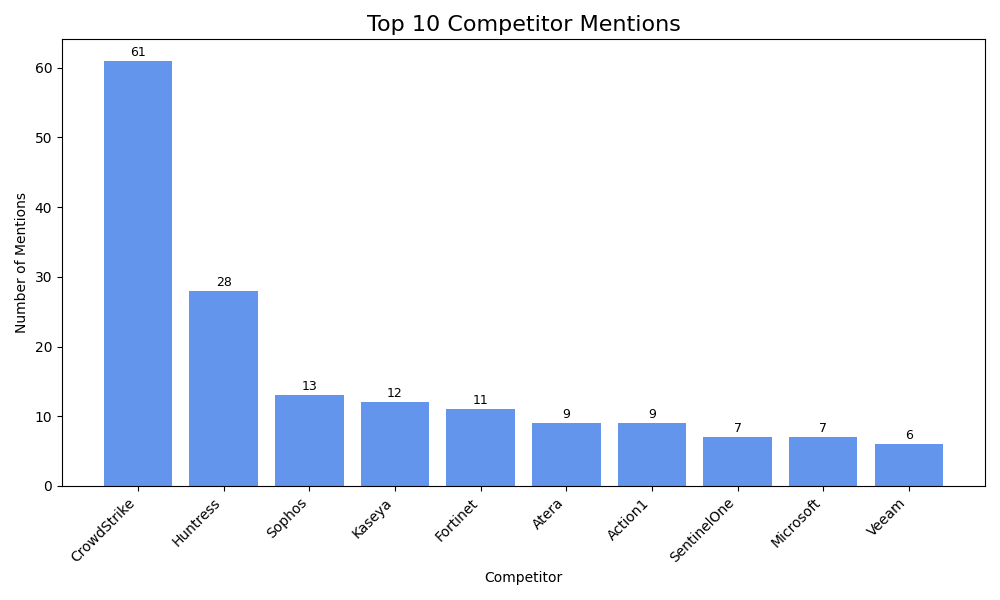 Top 10 Competitor Mentions
Number of Mentions
60
50
40
30
20
10
0
61
28
13
12
11
9
9
7
7
6
CrowdStrike
Huntress
Sophos
Kaseya
Fortinet
Atera
Action1
SentinelOne
Microsoft
Veeam
Competitor